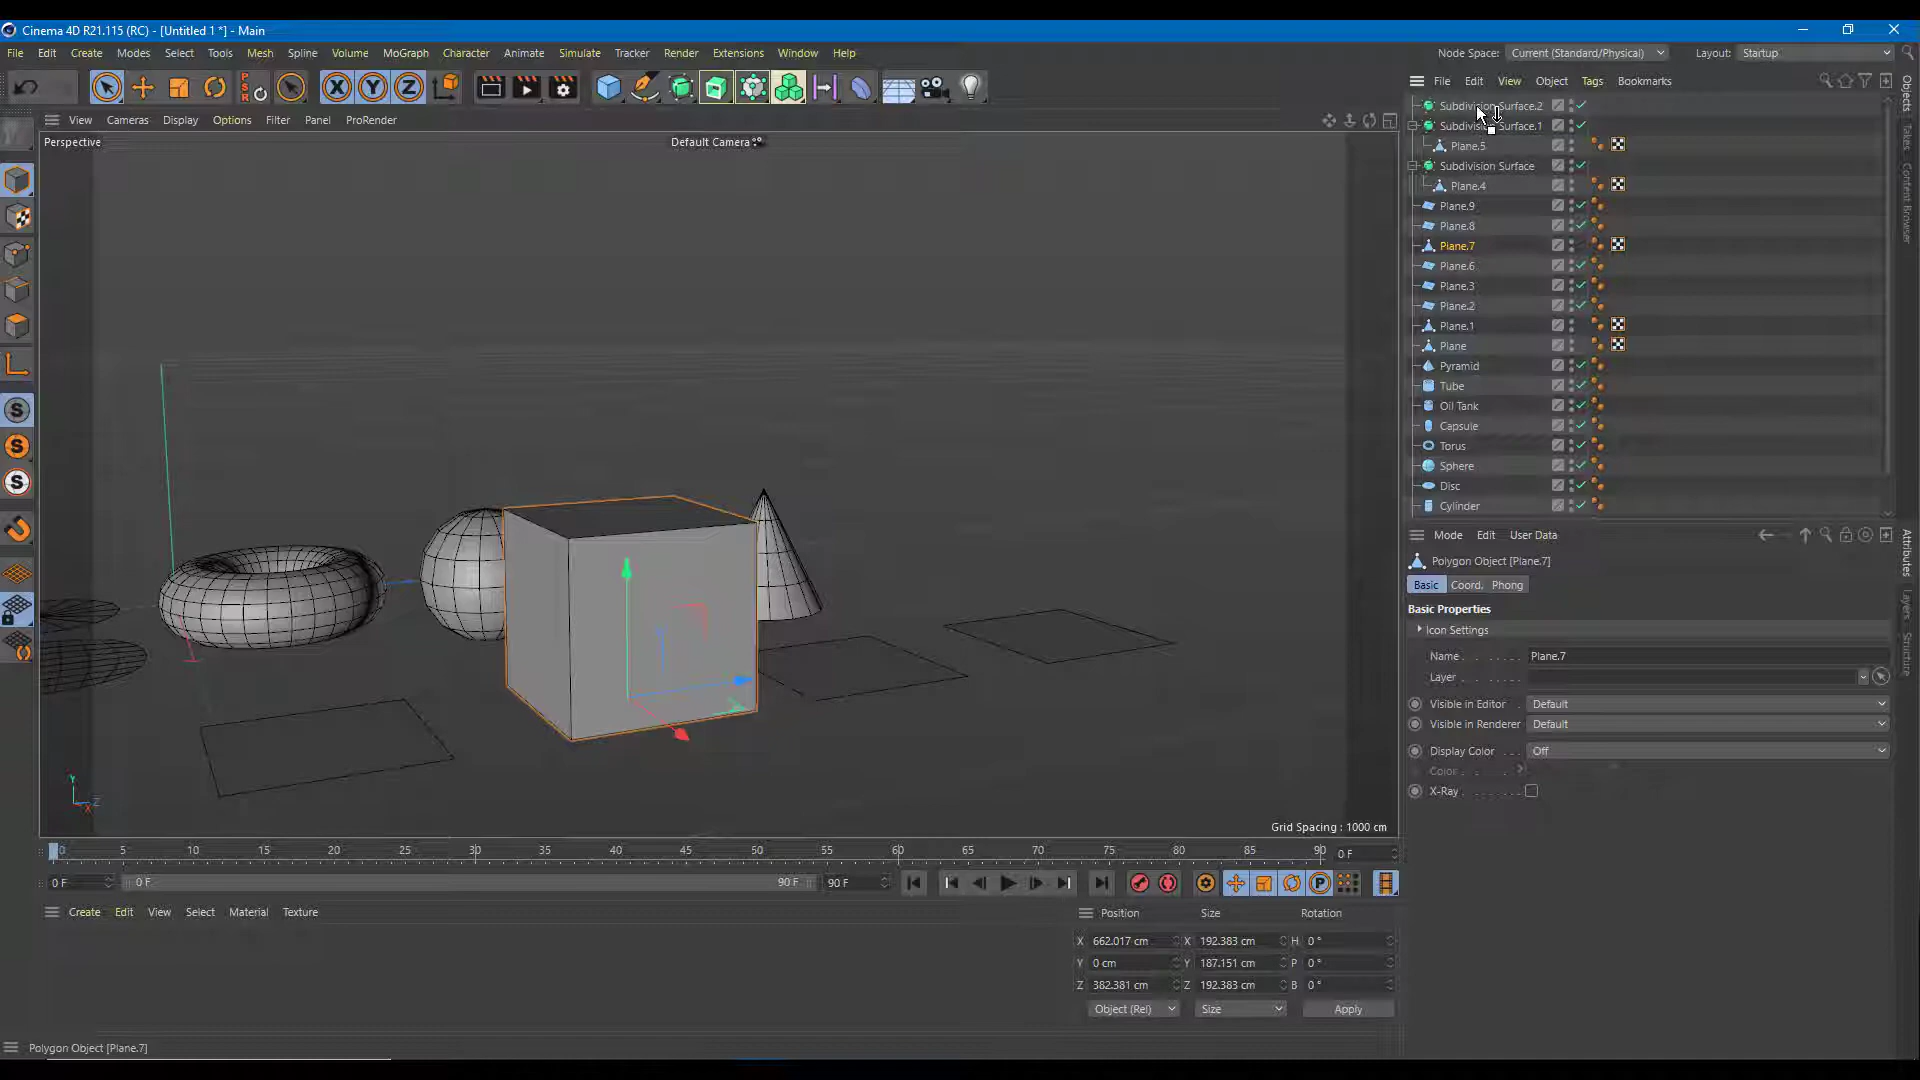 Cinema 4D R21.115 (RC) - [Untitled 1 *] - Main
File Edit Create Modes Select Tools Mesh Spline Volume MoGraph Character Animate Simulate Tracker Render Extensions Window Help
Node Space: Current (Standard/Physical) Layout: Startup
File Edit View Object Tags Bookmarks
View Cameras Display Options Filter Panel ProRender
Perspective
Default Camera
Subdivision Surface.2
Subdivision Surface.1
Plane.5
Subdivision Surface
Plane.4
Plane.9
Plane.8
Plane.7
Plane.6
Plane.3
Plane.2
Plane.1
Plane
Pyramid
Tube
Oil Tank
Capsule
Torus
Sphere
Disc
Cylinder
Objects
Takes
Content Browser
Mode Edit User Data
Polygon Object [Plane.7]
Basic Coord. Phong
Basic Properties
Icon Settings
Name Plane.7
Layer
Visible in Editor Default
Visible in Renderer Default
Display Color Off
Color
X-Ray
Attributes
Layers
Structure
Grid Spacing : 1000 cm
0 5 10 15 20 25 30 35 40 45 50 55 60 65 70 75 80 85 90 0 F
0 F 0 F 90 F 90 F
Create Edit View Select Material Texture
Position Size Rotation
X 662.017 cm X 192.383 cm H 0 °
Y 0 cm Y 187.151 cm P 0 °
Z 382.381 cm Z 192.383 cm B 0 °
Object (Rel) Size Apply
Polygon Object [Plane.7]